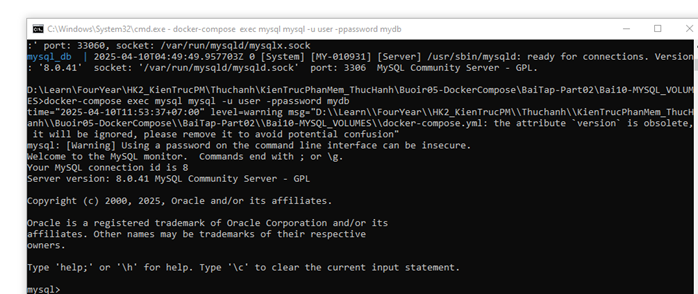 C:\Windows\System32\cmd.exe - docker-compose exec mysql mysql -u user -ppassword mydb
:' port: 33060, socket: /var/run/mysqld/mysqlx.sock
mysql_db | 2025-04-10T04:49:49.957703Z 0 [System] [MY-010931] [Server] /usr/sbin/mysqld: ready for connections. Version
: '8.0.41' socket: '/var/run/mysqld/mysqld.sock' port: 3306 MySQL Community Server - GPL.
D:\Learn\FourYear\HK2_KienTrucPM\Thuchanh\KienTrucPhanMem_ThucHanh\Buoir05-DockerCompose\BaiTap-Part02\Bai10-MYSQL_VOLUM
ES>docker-compose exec mysql mysql -u user -ppassword mydb
time="2025-04-10T11:53:37+07:00" level=warning msg="D:\\Learn\\FourYear\\HK2_KienTrucPM\\Thuchanh\\KienTrucPhanMem_ThucH
anh\\Buoir05-DockerCompose\\BaiTap-Part02\\Bai10-MYSQL_VOLUMES\\docker-compose.yml: the attribute `version` is obsolete,
it will be ignored, please remove it to avoid potential confusion"
mysql: [Warning] Using a password on the command line interface can be insecure.
Welcome to the MySQL monitor. Commands end with ; or \g.
Your MySQL connection id is 8
Server version: 8.0.41 MySQL Community Server - GPL
Copyright (c) 2000, 2025, Oracle and/or its affiliates.
Oracle is a registered trademark of Oracle Corporation and/or its
affiliates. Other names may be trademarks of their respective
owners.
Type 'help;' or '\h' for help. Type '\c' to clear the current input statement.
mysql>